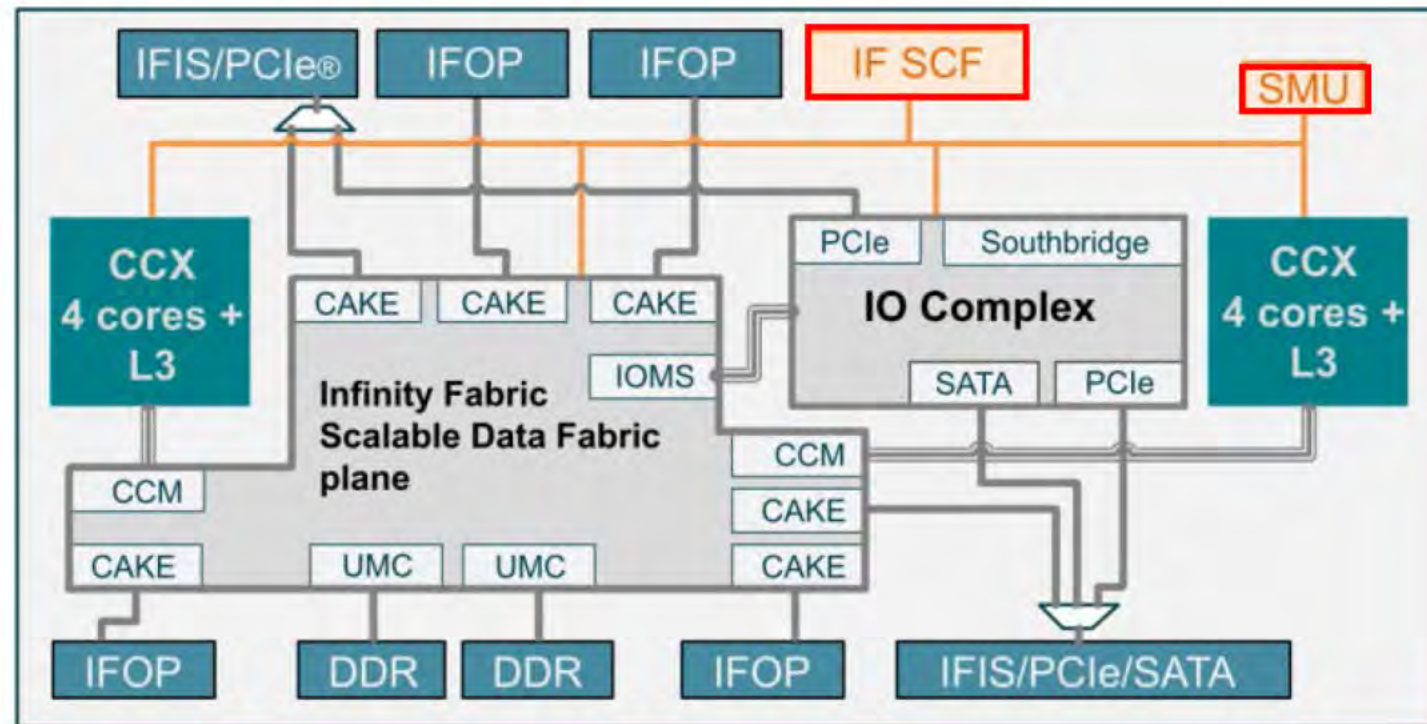 IFIS/PCIe®
IFOP
IFOP
IF SCF
SMU
CCX
4 cores +
L3
PCIe
Southbridge
IO Complex
SATA
PCIe
CCX
4 cores +
L3
CAKE
CAKE
CAKE
IOMS
Infinity Fabric
Scalable Data Fabric
plane
CCM
CCM
CAKE
CAKE
UMC
UMC
CAKE
IFOP
DDR
DDR
IFOP
IFIS/PCIe/SATA